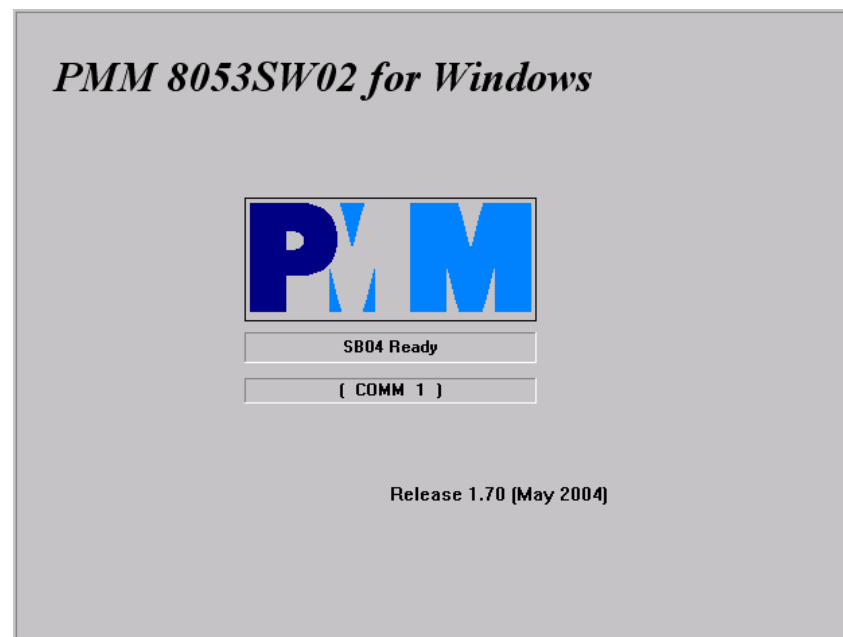 PMM 8053SW02 for Windows
PMM
SB04 Ready
( COMM 1 )
Release 1.70 (May 2004)